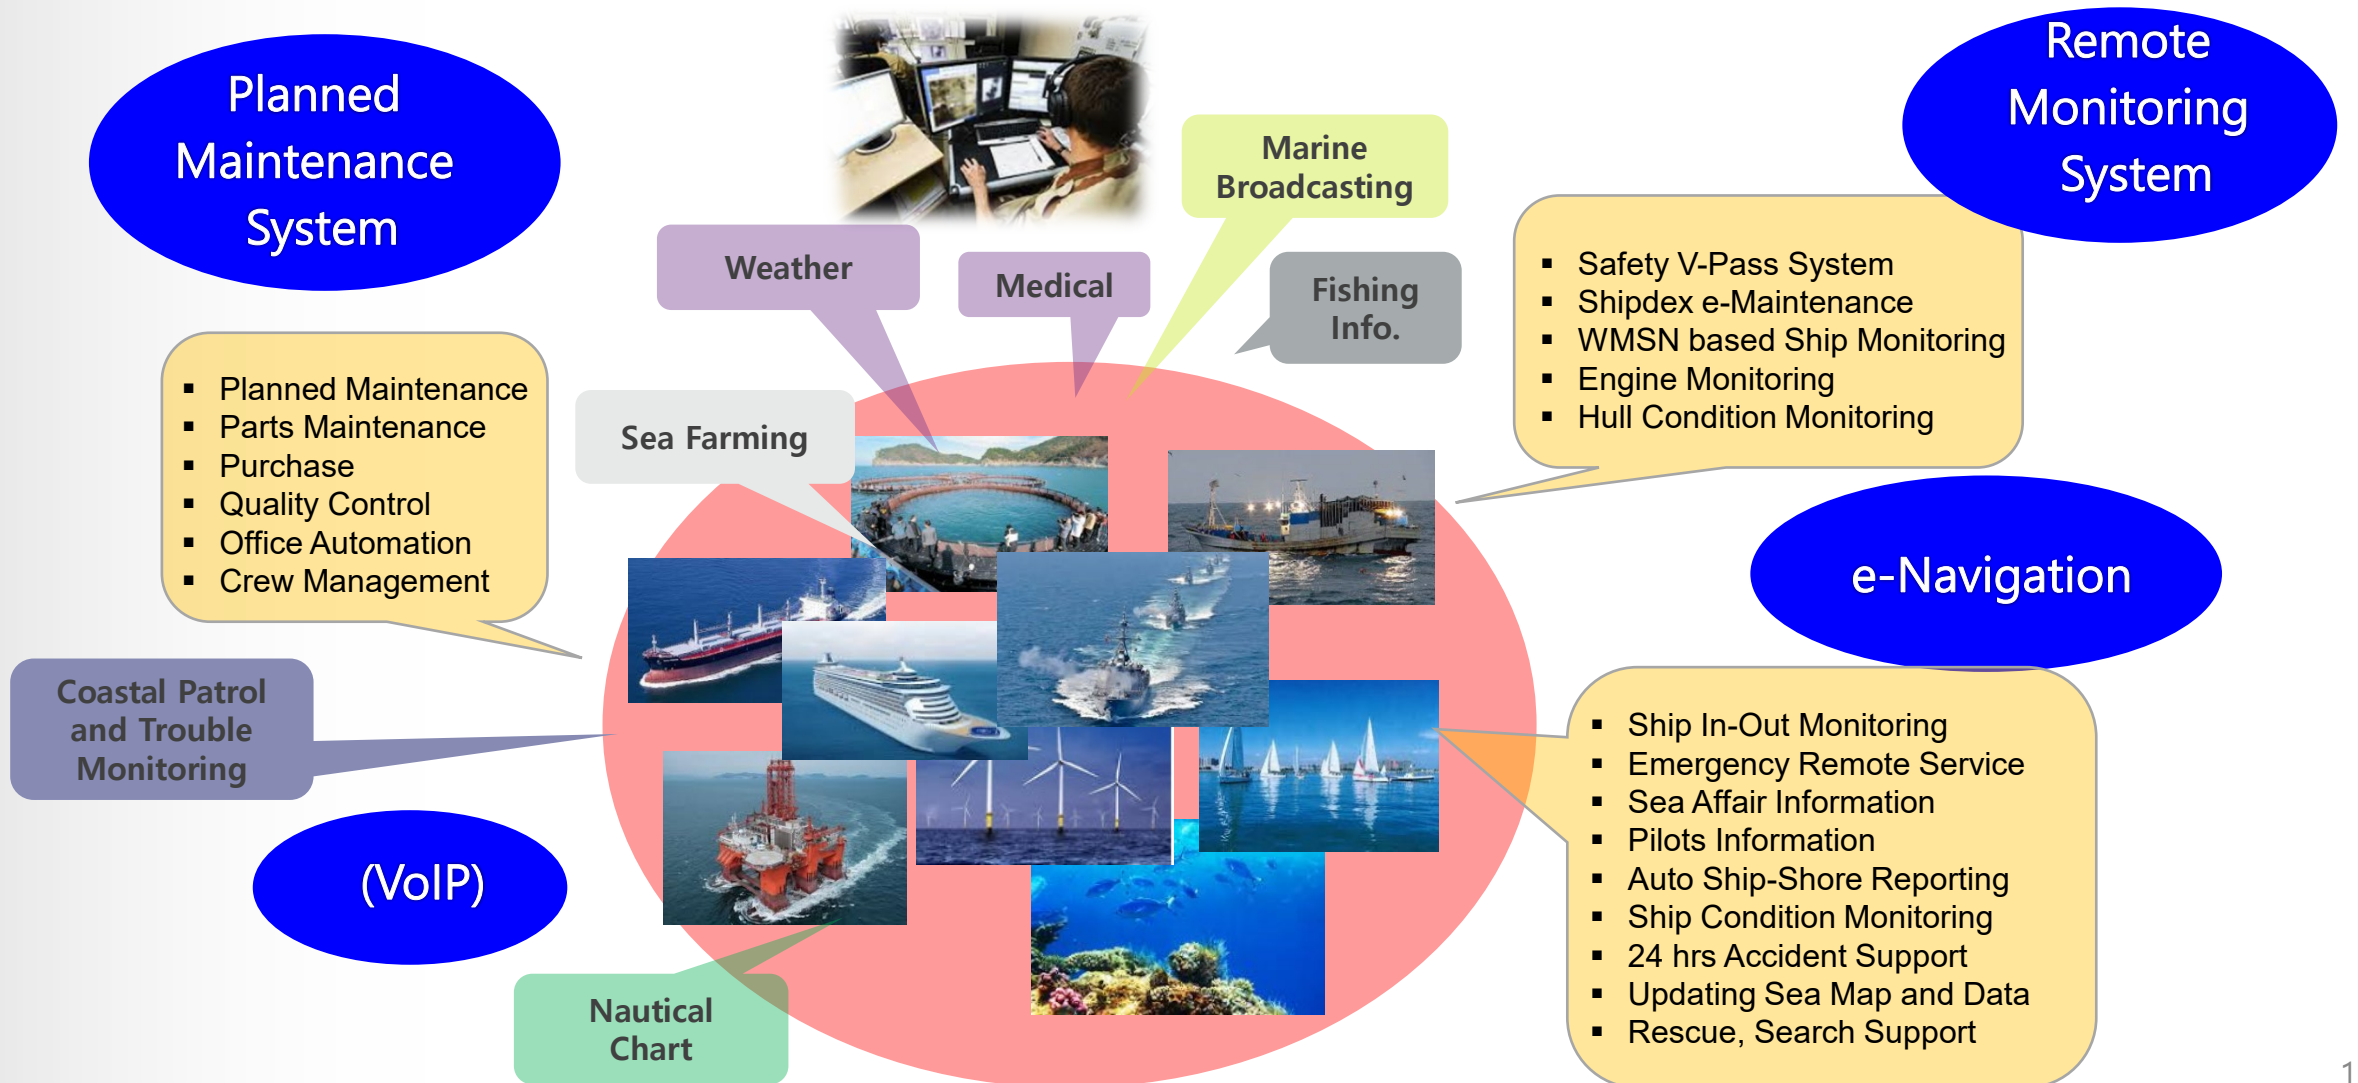 Planned
Maintenance
System
Remote
Monitoring
System
Marine
Broadcasting
Weather
Medical
Fishing
Info.
▪ Safety V-Pass System
▪ Shipdex e-Maintenance
▪ WMSN based Ship Monitoring
▪ Engine Monitoring
▪ Hull Condition Monitoring
▪ Planned Maintenance
▪ Parts Maintenance
▪ Purchase
▪ Quality Control
▪ Office Automation
▪ Crew Management
Sea Farming
e-Navigation
Coastal Patrol
and Trouble
Monitoring
▪ Ship In-Out Monitoring
▪ Emergency Remote Service
▪ Sea Affair Information
▪ Pilots Information
▪ Auto Ship-Shore Reporting
▪ Ship Condition Monitoring
▪ 24 hrs Accident Support
▪ Updating Sea Map and Data
▪ Rescue, Search Support
(VoIP)
Nautical
Chart
1